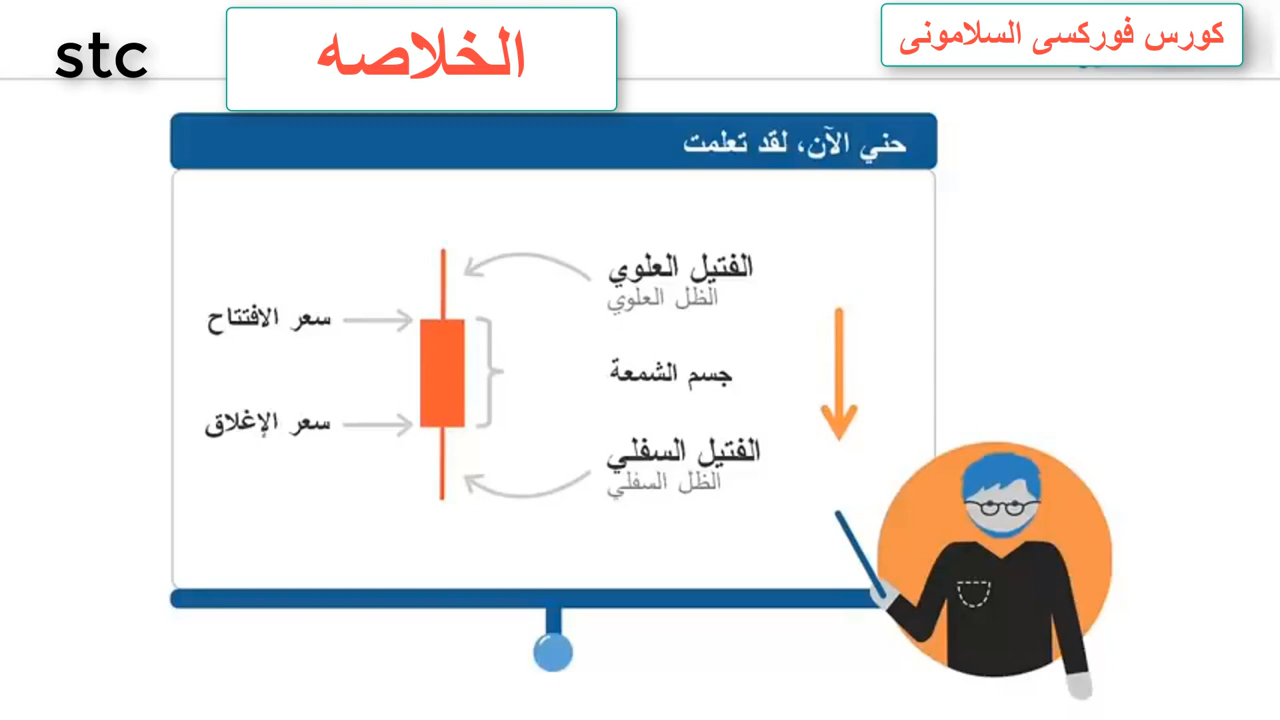 كورس فوركسى السلامونى
الخلاصه
stc
حني الآن، لقد تعلمت
الفتيل العلوي
الظل العلوي
سعر الافتتاح
جسم الشمعة
سعر الإغلاق
الفتيل السفلي
الظل السفلي